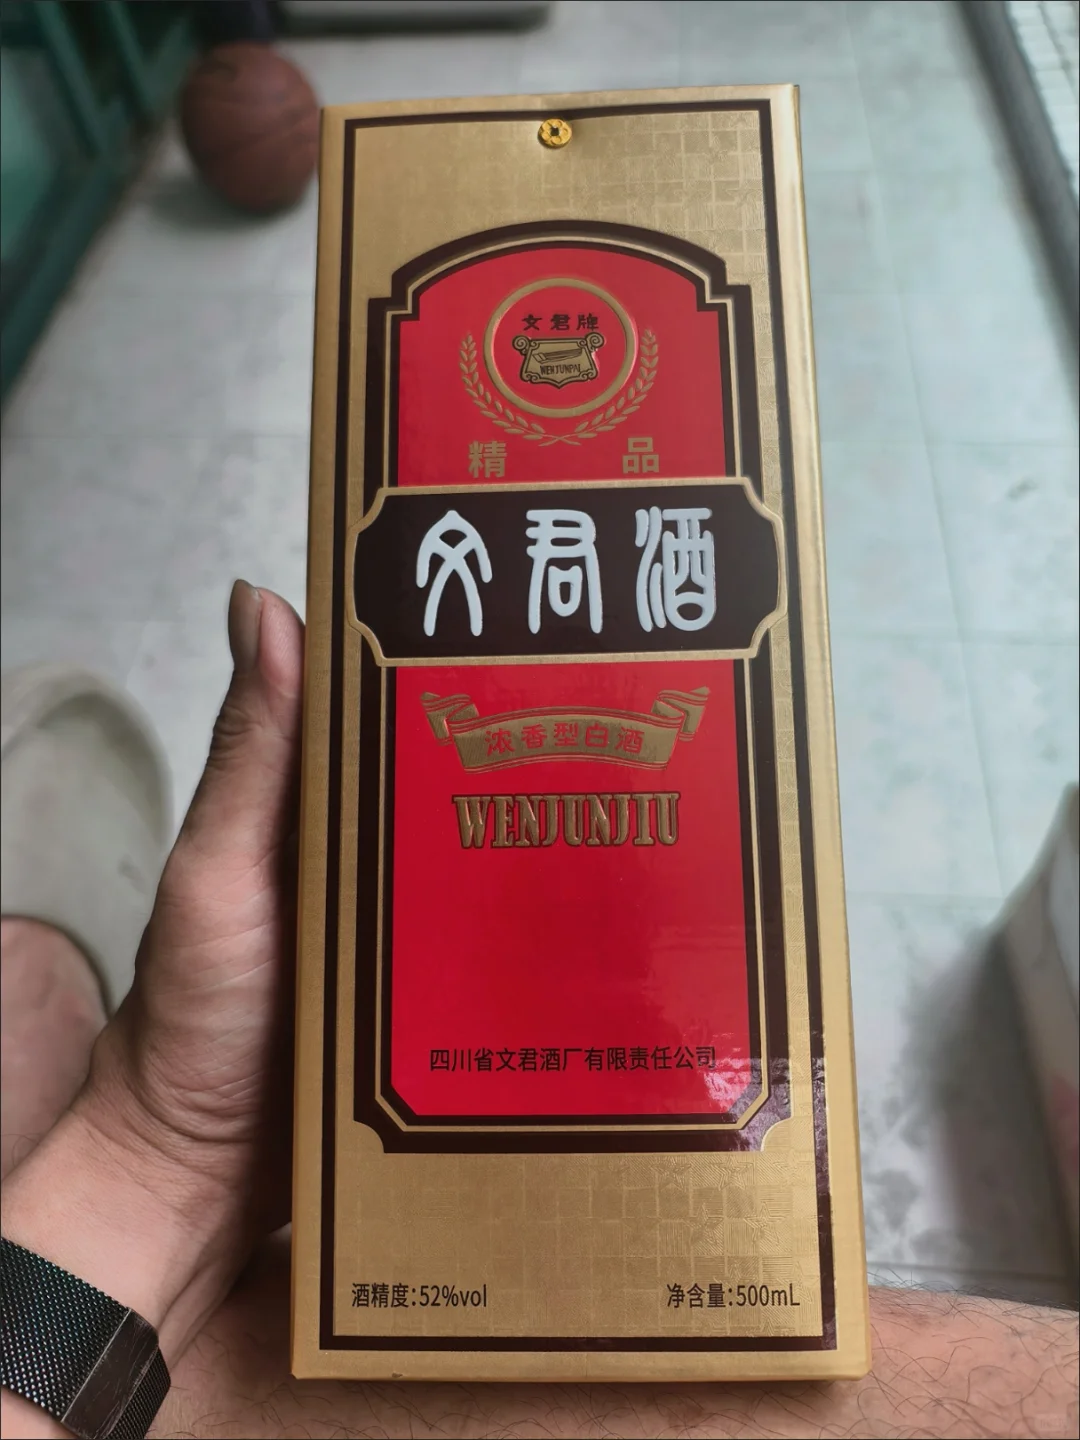 文君牌
WENJUNPAI
精 品
文君酒
浓香型白酒
WENJUNJIU
四川省文君酒厂有限责任公司
酒精度:52%vol 净含量:500mL